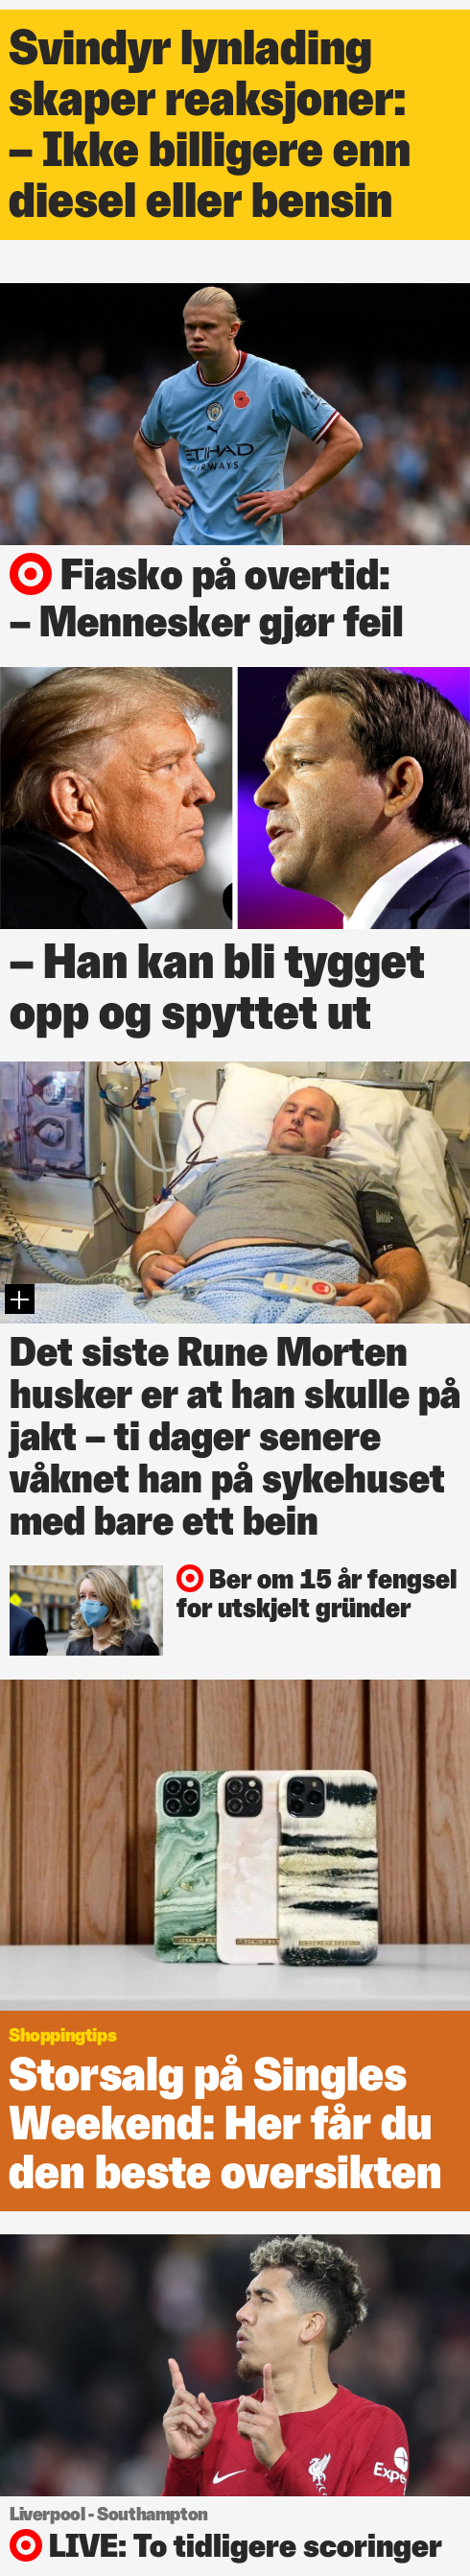 Svindyr lynlading
skaper reaksjoner:
– Ikke billigere enn
diesel eller bensin
ETIHAD
AIRWAYS
Fiasko på overtid:
– Mennesker gjør feil
– Han kan bli tygget
opp og spyttet ut
Det siste Rune Morten
husker er at han skulle på
jakt – ti dager senere
våknet han på sykehuset
med bare ett bein
Ber om 15 år fengsel
for utskjelt gründer
Shoppingtips
Storsalg på Singles
Weekend: Her får du
den beste oversikten
Expe
Liverpool - Southampton
LIVE: To tidligere scoringer